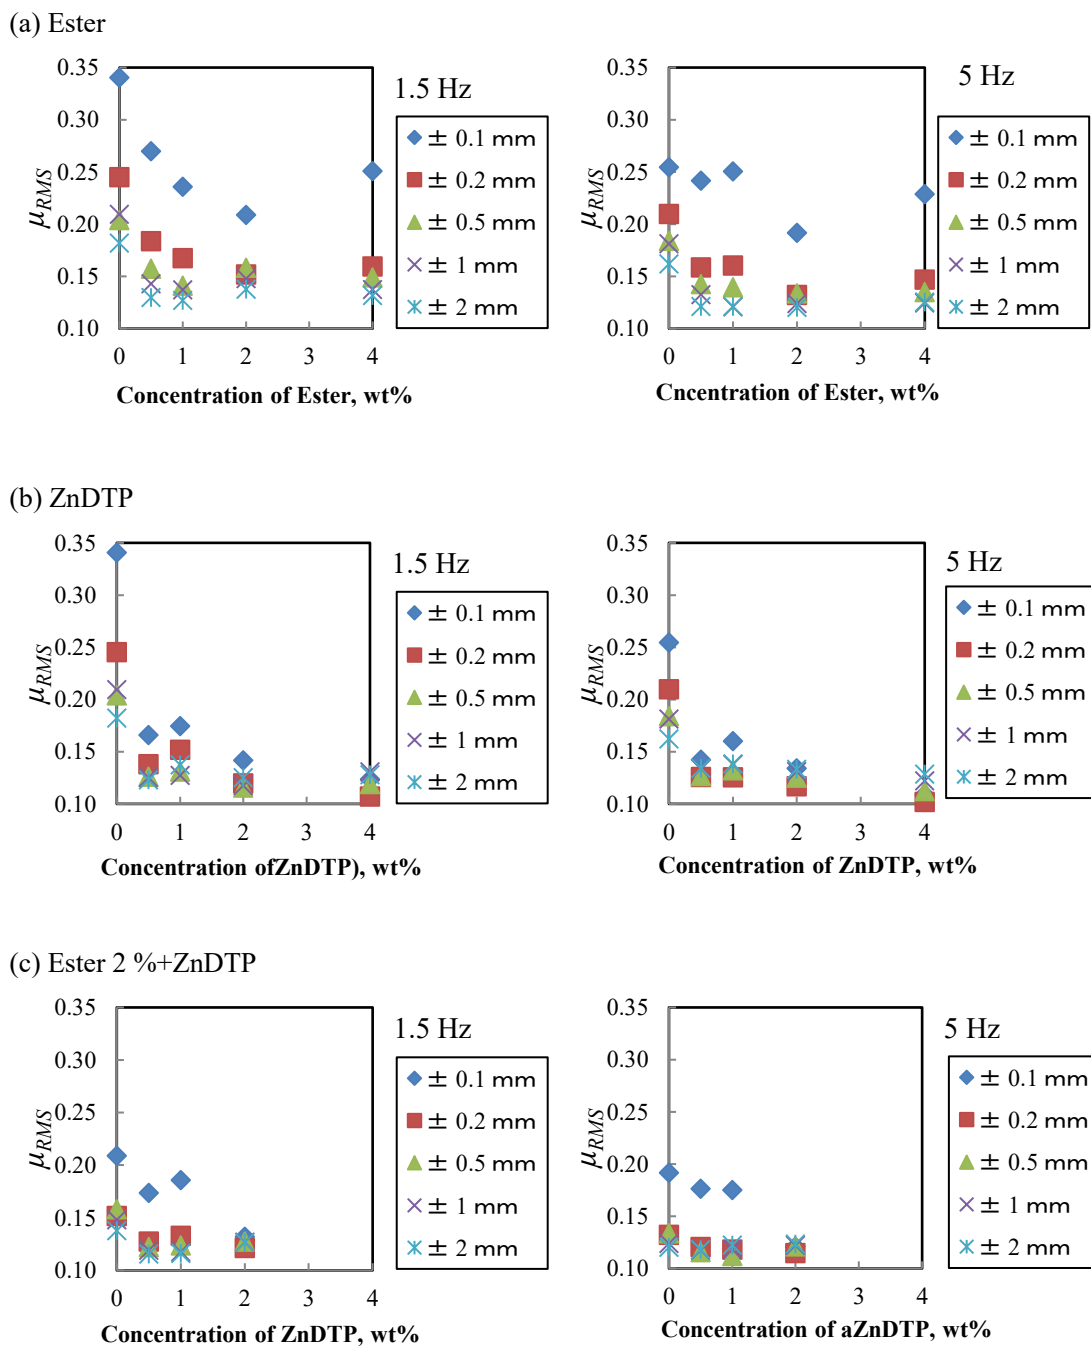 (a) Ester
0.35
0.30
0.25
0.20
0.15
0.10
μRMS
0 1 2 3 4
Concentration of Ester, wt%
1.5 Hz
± 0.1 mm
± 0.2 mm
± 0.5 mm
± 1 mm
± 2 mm
0.35
0.30
0.25
0.20
0.15
0.10
μRMS
0 1 2 3 4
Cncentration of Ester, wt%
5 Hz
± 0.1 mm
± 0.2 mm
± 0.5 mm
± 1 mm
± 2 mm
(b) ZnDTP
0.35
0.30
0.25
0.20
0.15
0.10
μRMS
0 1 2 3 4
Concentration ofZnDTP), wt%
1.5 Hz
± 0.1 mm
± 0.2 mm
± 0.5 mm
± 1 mm
± 2 mm
0.35
0.30
0.25
0.20
0.15
0.10
μRMS
0 1 2 3 4
Concentration of ZnDTP, wt%
5 Hz
± 0.1 mm
± 0.2 mm
± 0.5 mm
± 1 mm
± 2 mm
(c) Ester 2 %+ZnDTP
0.35
0.30
0.25
0.20
0.15
0.10
μRMS
0 1 2 3 4
Concentration of ZnDTP, wt%
1.5 Hz
± 0.1 mm
± 0.2 mm
± 0.5 mm
± 1 mm
± 2 mm
0.35
0.30
0.25
0.20
0.15
0.10
μRMS
0 1 2 3 4
Concentration of aZnDTP, wt%
5 Hz
± 0.1 mm
± 0.2 mm
± 0.5 mm
± 1 mm
± 2 mm